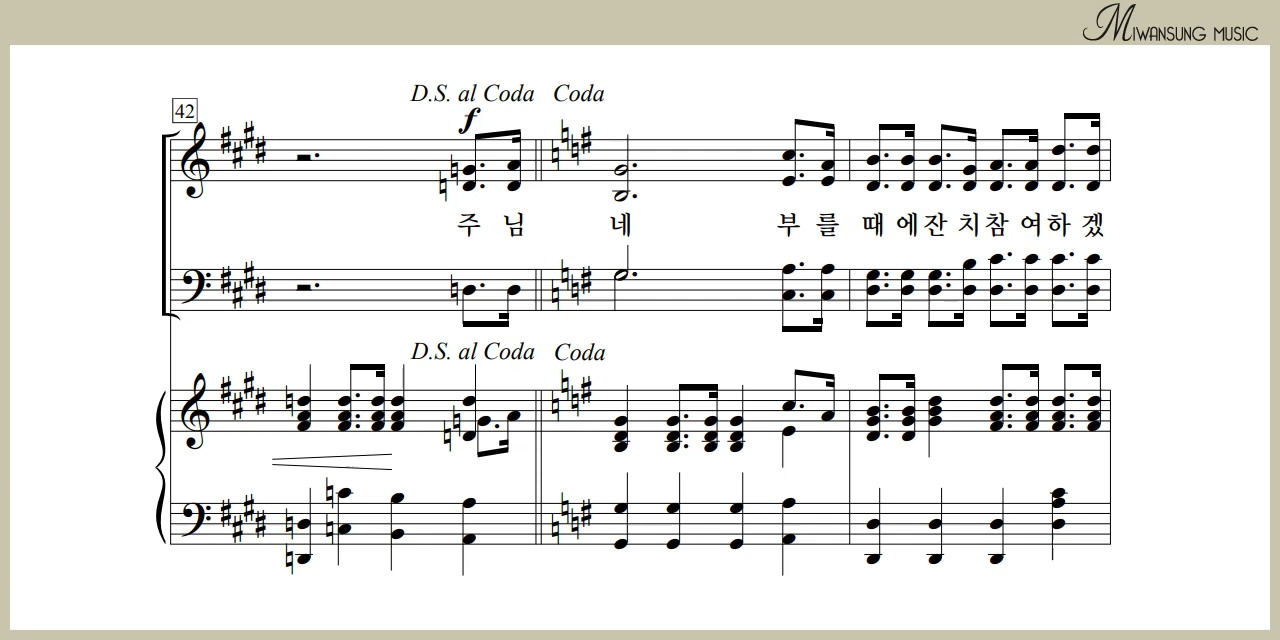 MIWANSUNG MUSIC
D.S. al Coda Coda
42
f
주 님 네 부 를 때 에 잔 치 참 여 하 겠
D.S. al Coda Coda